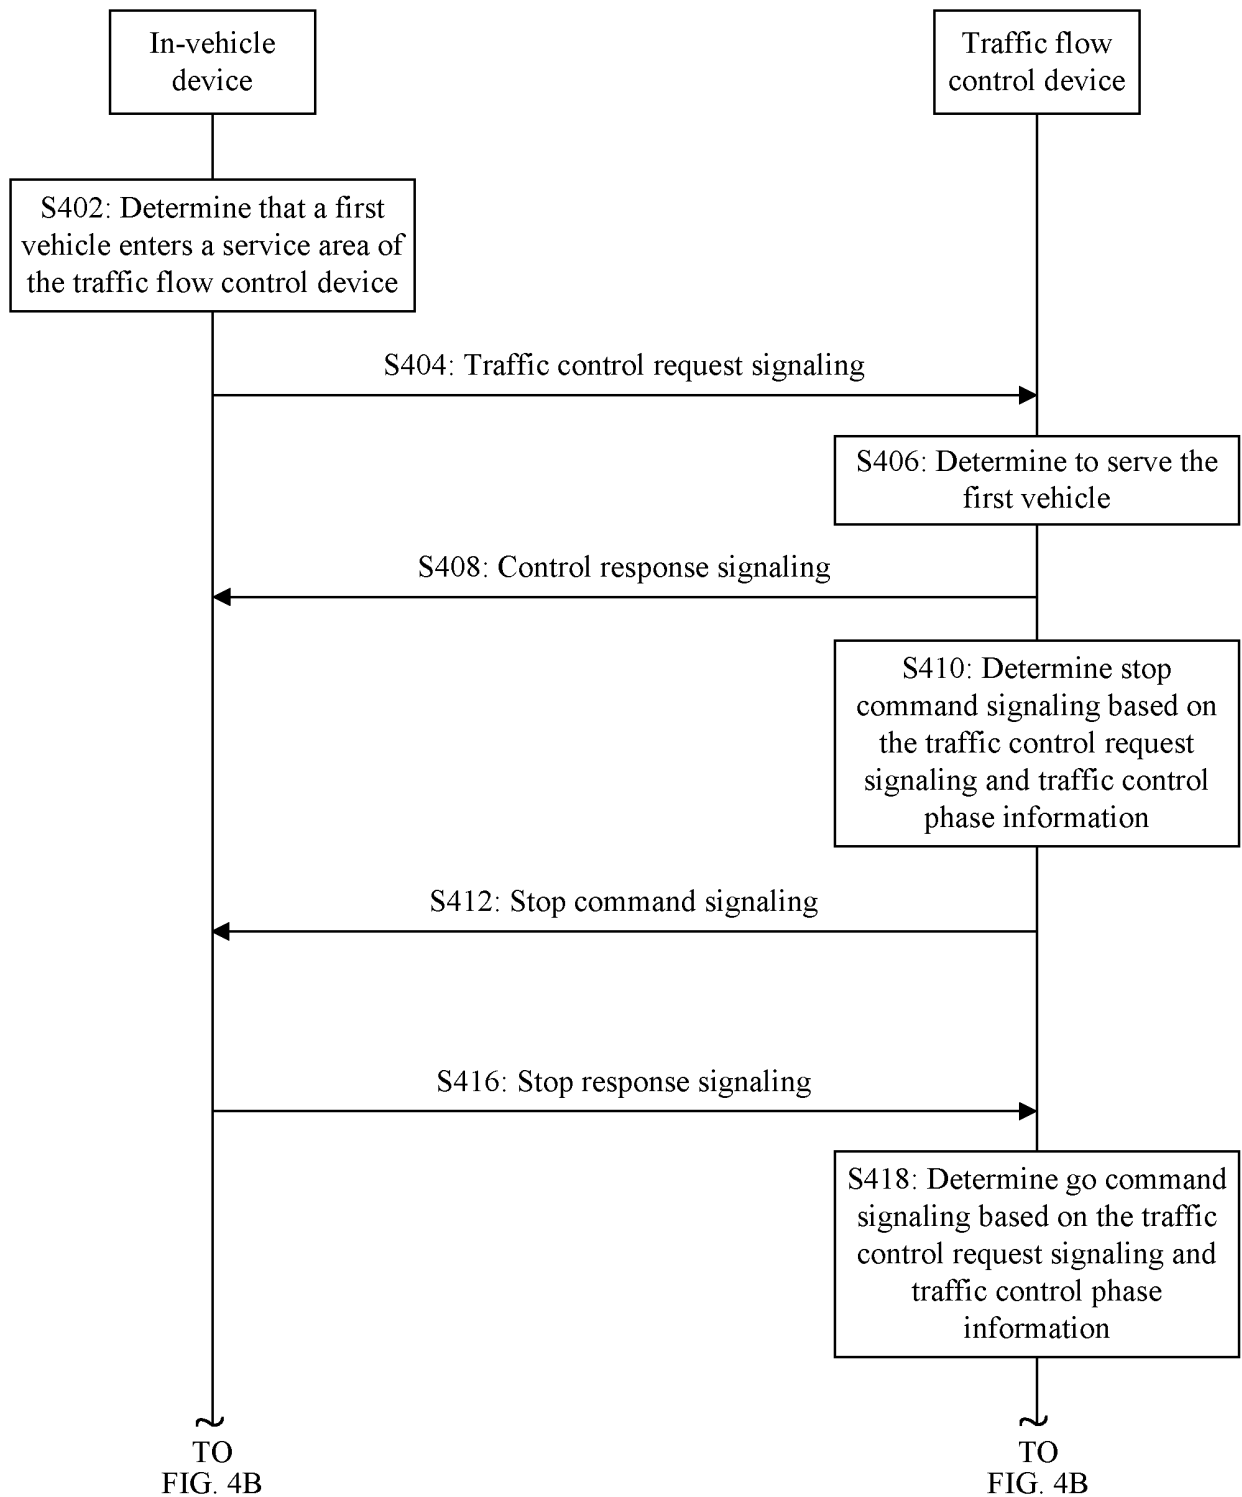 In-vehicle
device
Traffic flow
control device
S402: Determine that a first
vehicle enters a service area of
the traffic flow control device
S404: Traffic control request signaling
S406: Determine to serve the
first vehicle
S408: Control response signaling
S410: Determine stop
command signaling based on
the traffic control request
signaling and traffic control
phase information
S412: Stop command signaling
S416: Stop response signaling
S418: Determine go command
signaling based on the traffic
control request signaling and
traffic control phase
information
TO
FIG. 4B
TO
FIG. 4B